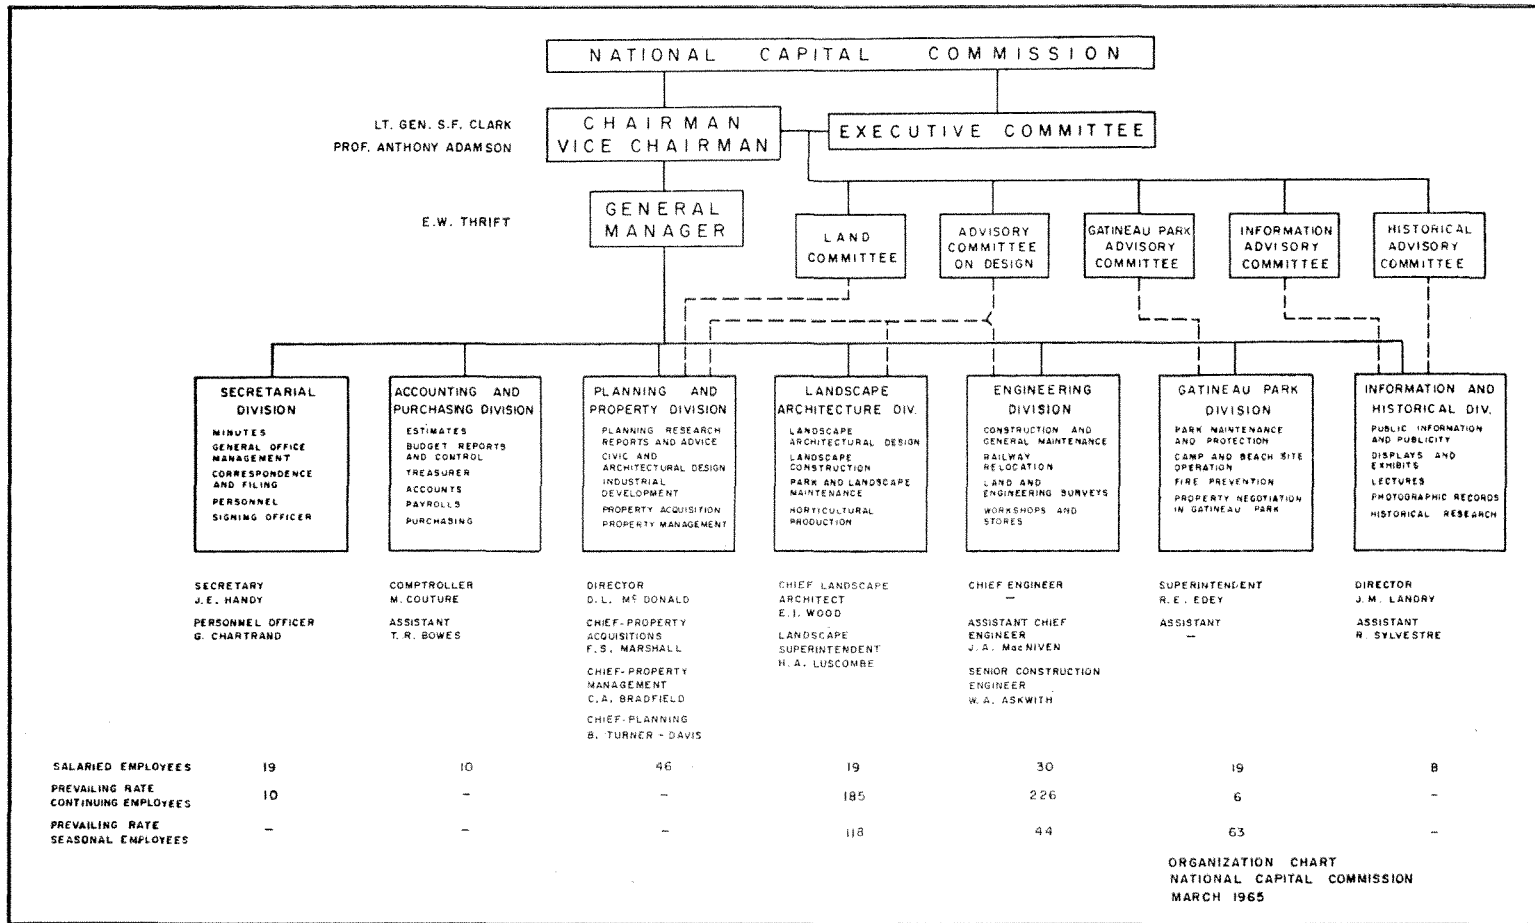 NATIONAL CAPITAL COMMISSION
LT. GEN. S.F. CLARK
PROF. ANTHONY ADAMSON
CHAIRMAN
VICE CHAIRMAN
EXECUTIVE COMMITTEE
E.W. THRIFT
GENERAL
MANAGER
LAND
COMMITTEE
ADVISORY
COMMITTEE
ON DESIGN
GATINEAU PARK
ADVISORY
COMMITTEE
INFORMATION
ADVISORY
COMMITTEE
HISTORICAL
ADVISORY
COMMITTEE
SECRETARIAL
DIVISION
MINUTES
GENERAL OFFICE
MANAGEMENT
CORRESPONDENCE
AND FILING
PERSONNEL
SIGNING OFFICER
ACCOUNTING AND
PURCHASING DIVISION
ESTIMATES
BUDGET REPORTS
AND CONTROL
TREASURER
ACCOUNTS
PAYROLLS
PURCHASING
PLANNING AND
PROPERTY DIVISION
PLANNING RESEARCH
REPORTS AND ADVICE
CIVIC AND
ARCHITECTURAL DESIGN
INDUSTRIAL
DEVELOPMENT
PROPERTY ACQUISITION
PROPERTY MANAGEMENT
LANDSCAPE
ARCHITECTURE DIV.
LANDSCAPE
ARCHITECTURAL DESIGN
LANDSCAPE
CONSTRUCTION
PARK AND LANDSCAPE
MAINTENANCE
HORTICULTURAL
PRODUCTION
ENGINEERING
DIVISION
CONSTRUCTION AND
GENERAL MAINTENANCE
RAILWAY
RELOCATION
LAND AND
ENGINEERING SURVEYS
WORKSHOPS AND
STORES
GATINEAU PARK
DIVISION
PARK MAINTENANCE
AND PROTECTION
CAMP AND BEACH SITE
OPERATION
FIRE PREVENTION
PROPERTY NEGOTIATION
IN GATINEAU PARK
INFORMATION AND
HISTORICAL DIV.
PUBLIC INFORMATION
AND PUBLICITY
DISPLAYS AND
EXHIBITS
LECTURES
PHOTOGRAPHIC RECORDS
HISTORICAL RESEARCH
SECRETARY
J.E. HANDY
PERSONNEL OFFICER
G. CHARTRAND
COMPTROLLER
M. COUTURE
ASSISTANT
T. R. BOWES
DIRECTOR
D.L. Mc DONALD
CHIEF-PROPERTY
ACQUISITIONS
F.S. MARSHALL
CHIEF-PROPERTY
MANAGEMENT
C.A. BRADFIELD
CHIEF-PLANNING
B. TURNER - DAVIS
CHIEF LANDSCAPE
ARCHITECT
E.I. WOOD
LANDSCAPE
SUPERINTENDENT
H.A. LUSCOMBE
CHIEF ENGINEER
—
ASSISTANT CHIEF
ENGINEER
J.A. MacNIVEN
SENIOR CONSTRUCTION
ENGINEER
W.A. ASKWITH
SUPERINTENDENT
R.E. EDEY
ASSISTANT
—
DIRECTOR
J.M. LANDRY
ASSISTANT
R. SYLVESTRE
SALARIED EMPLOYEES 19 10 46 19 30 19 8
PREVAILING RATE
CONTINUING EMPLOYEES 10 - - 185 226 6 -
PREVAILING RATE
SEASONAL EMPLOYEES - - - 118 44 63 -
ORGANIZATION CHART
NATIONAL CAPITAL COMMISSION
MARCH 1965